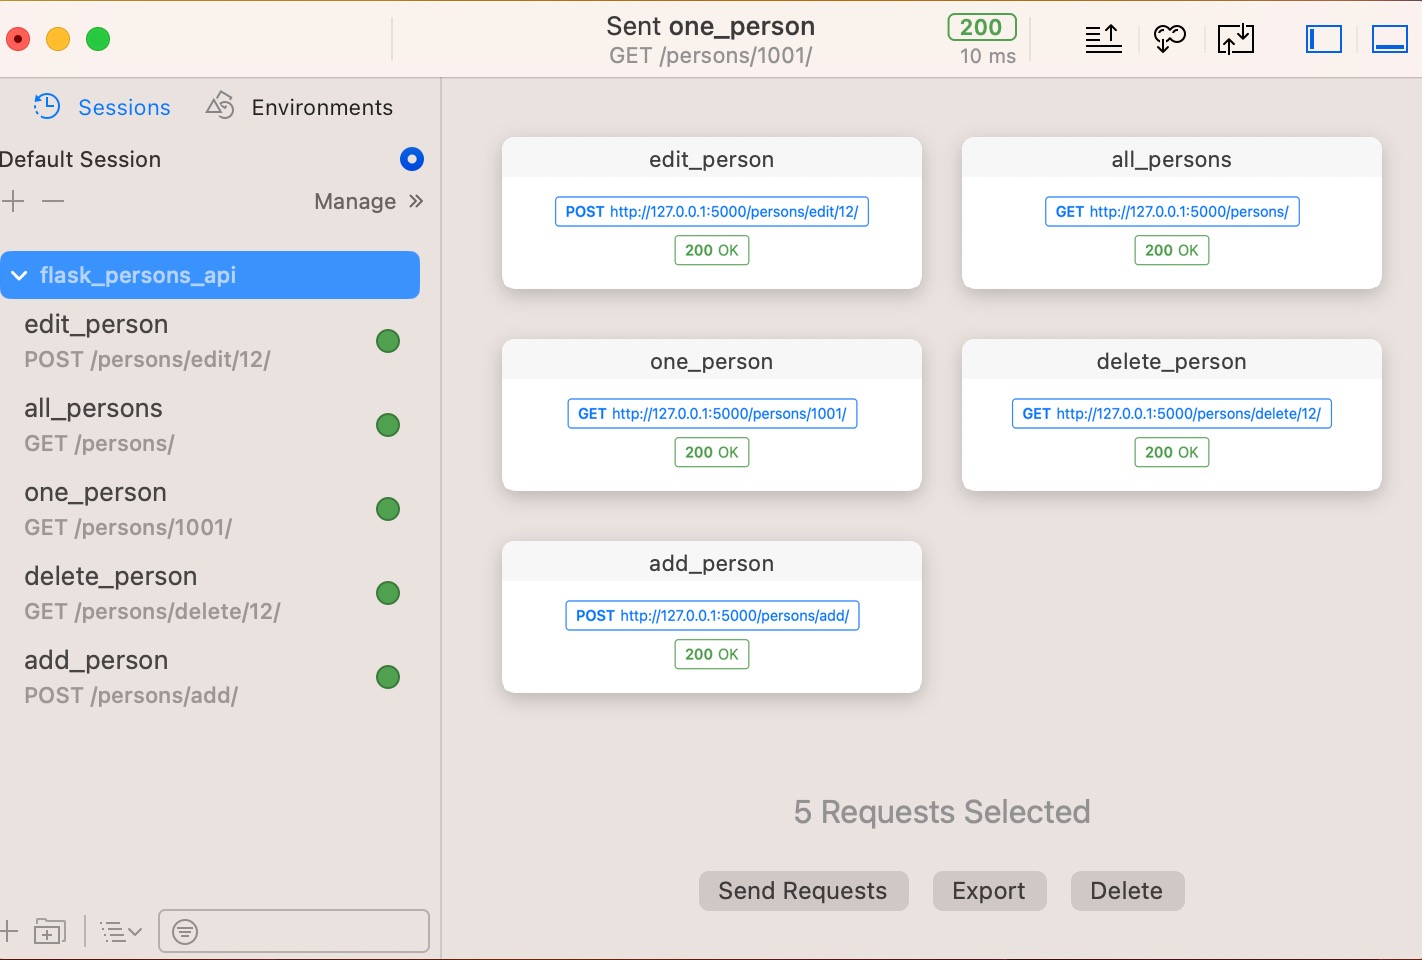 Sent one_person
GET /persons/1001/
200
10 ms
Sessions
Environments
Default Session
Manage
flask_persons_api
edit_person
POST /persons/edit/12/
all_persons
GET /persons/
one_person
GET /persons/1001/
delete_person
GET /persons/delete/12/
add_person
POST /persons/add/
edit_person
POST http://127.0.0.1:5000/persons/edit/12/
200 OK
all_persons
GET http://127.0.0.1:5000/persons/
200 OK
one_person
GET http://127.0.0.1:5000/persons/1001/
200 OK
delete_person
GET http://127.0.0.1:5000/persons/delete/12/
200 OK
add_person
POST http://127.0.0.1:5000/persons/add/
200 OK
5 Requests Selected
Send Requests
Export
Delete